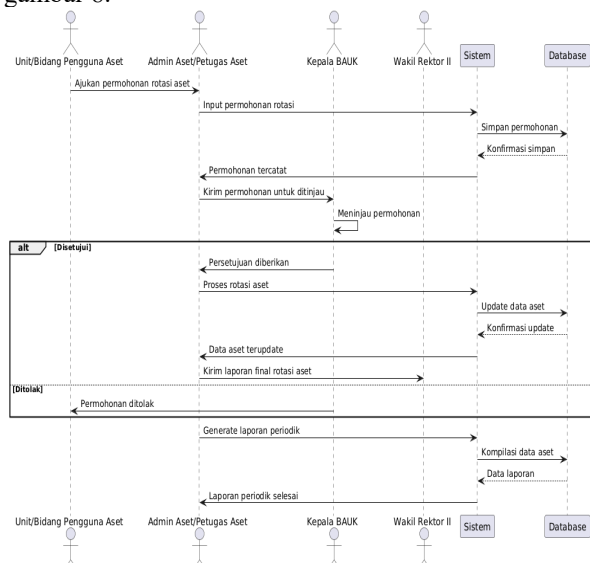 gambar 6.
Unit/Bidang Pengguna Aset Admin Aset/Petugas Aset Kepala BAUK Wakil Rektor II Sistem Database
Ajukan permohonan rotasi aset
Input permohonan rotasi
Simpan permohonan
Konfirmasi simpan
Permohonan tercatat
Kirim permohonan untuk ditinjau
Meninjau permohonan
alt [Disetujui]
Persetujuan diberikan
Proses rotasi aset
Update data aset
Konfirmasi update
Data aset terupdate
Kirim laporan final rotasi aset
[Ditolak]
Permohonan ditolak
Generate laporan periodik
Kompilasi data aset
Data laporan
Laporan periodik selesai
Unit/Bidang Pengguna Aset Admin Aset/Petugas Aset Kepala BAUK Wakil Rektor II Sistem Database